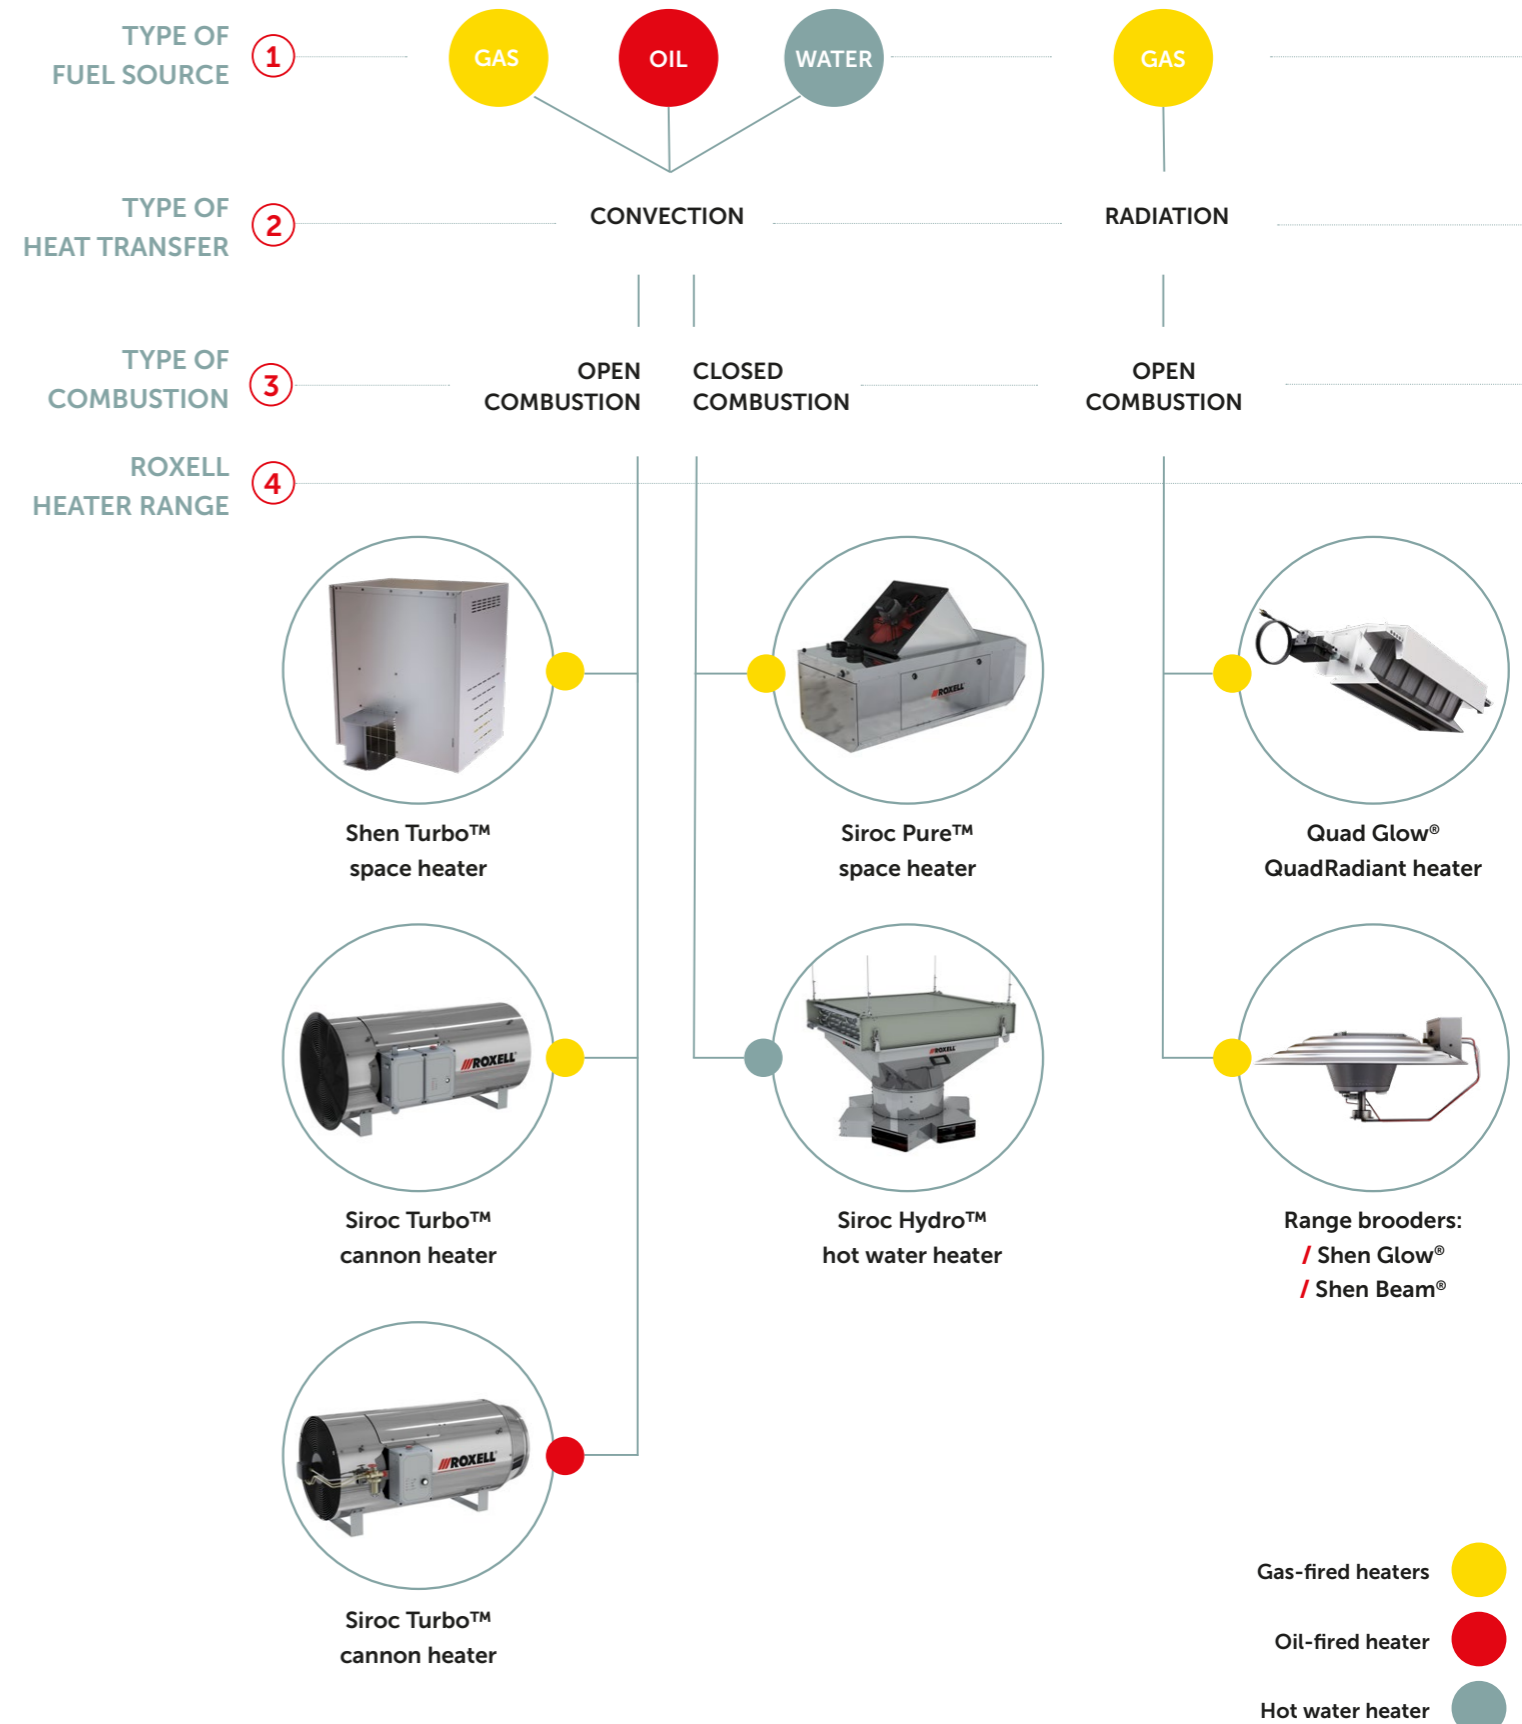 TYPE OF
FUEL SOURCE
1
GAS
OIL
WATER
GAS
TYPE OF
HEAT TRANSFER
2
CONVECTION
RADIATION
TYPE OF
COMBUSTION
3
OPEN
COMBUSTION
CLOSED
COMBUSTION
OPEN
COMBUSTION
ROXELL
HEATER RANGE
4
ROXELL
Shen Turbo™
space heater
Siroc Pure™
space heater
Quad Glow®
QuadRadiant heater
ROXELL
ROXELL
Siroc Turbo™
cannon heater
Siroc Hydro™
hot water heater
Range brooders:
/ Shen Glow®
/ Shen Beam®
ROXELL
Siroc Turbo™
cannon heater
Gas-fired heaters
Oil-fired heater
Hot water heater